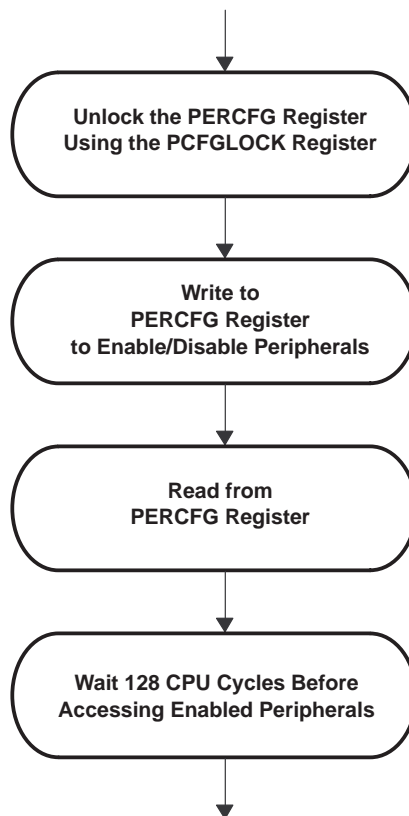 Unlock the PERCFG Register
Using the PCFGLOCK Register
Write to
PERCFG Register
to Enable/Disable Peripherals
Read from
PERCFG Register
Wait 128 CPU Cycles Before
Accessing Enabled Peripherals